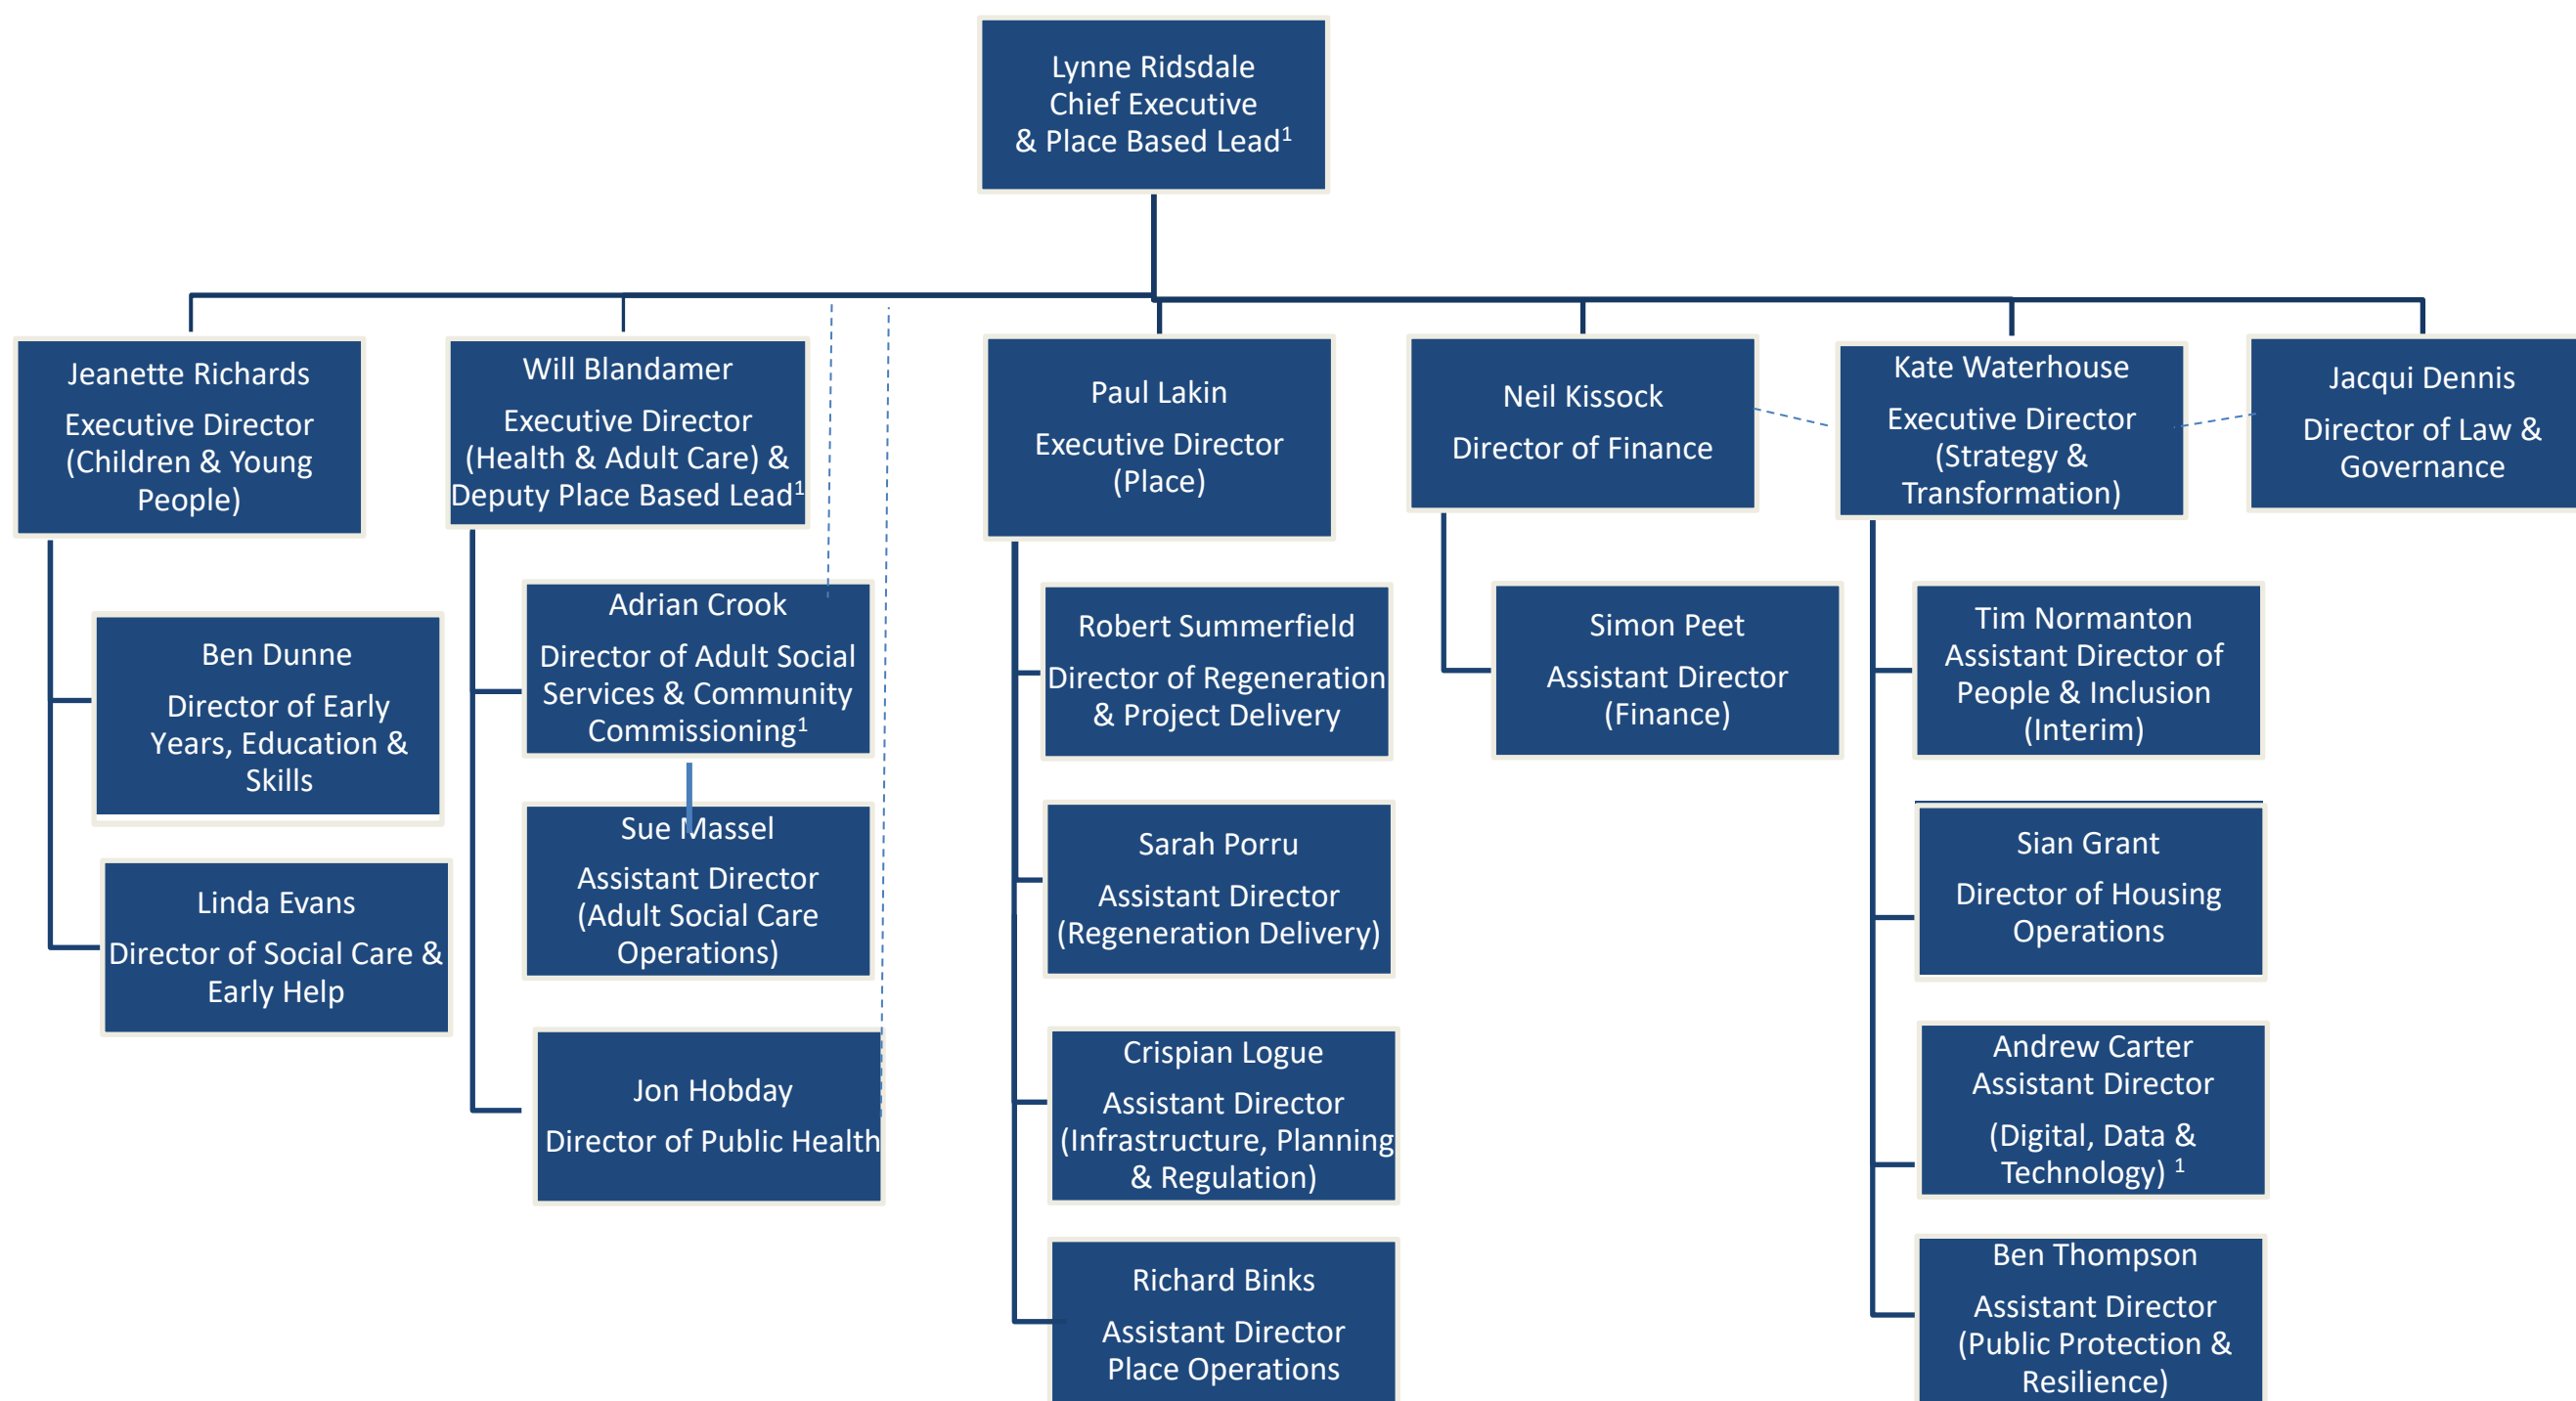 Lynne Ridsdale
Chief Executive
& Place Based Lead¹
Jeanette Richards
Executive Director
(Children & Young
People)
Will Blandamer
Executive Director
(Health & Adult Care) &
Deputy Place Based Lead¹
Paul Lakin
Executive Director
(Place)
Neil Kissock
Director of Finance
Kate Waterhouse
Executive Director
(Strategy &
Transformation)
Jacqui Dennis
Director of Law &
Governance
Ben Dunne
Director of Early
Years, Education &
Skills
Linda Evans
Director of Social Care &
Early Help
Adrian Crook
Director of Adult Social
Services & Community
Commissioning¹
Sue Massel
Assistant Director
(Adult Social Care
Operations)
Jon Hobday
Director of Public Health
Robert Summerfield
Director of Regeneration
& Project Delivery
Sarah Porru
Assistant Director
(Regeneration Delivery)
Crispian Logue
Assistant Director
(Infrastructure, Planning
& Regulation)
Richard Binks
Assistant Director
Place Operations
Simon Peet
Assistant Director
(Finance)
Tim Normanton
Assistant Director of
People & Inclusion
(Interim)
Sian Grant
Director of Housing
Operations
Andrew Carter
Assistant Director
(Digital, Data &
Technology) ¹
Ben Thompson
Assistant Director
(Public Protection &
Resilience)